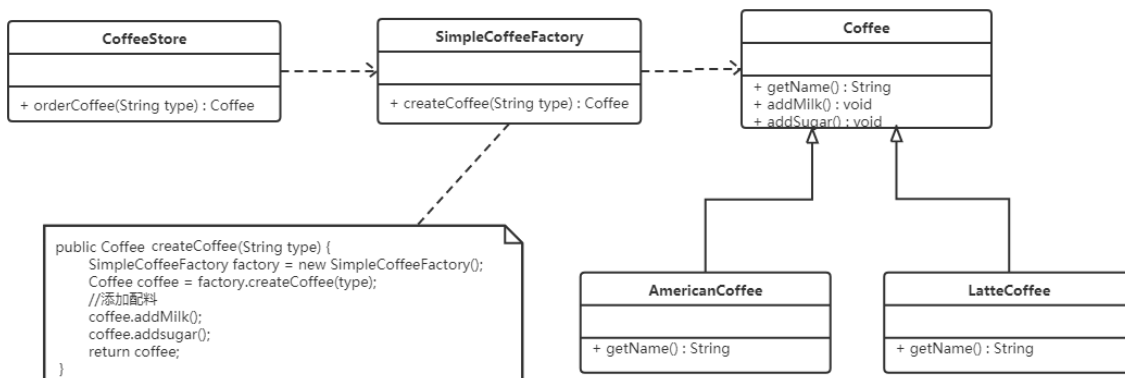 CoffeeStore
+ orderCoffee(String type) : Coffee
SimpleCoffeeFactory
+ createCoffee(String type) : Coffee
Coffee
+ getName() : String
+ addMilk() : void
+ addSugar() : void
public Coffee createCoffee(String type) {
SimpleCoffeeFactory factory = new SimpleCoffeeFactory();
Coffee coffee = factory.createCoffee(type);
//添加配料
coffee.addMilk();
coffee.addsugar();
return coffee;
}
AmericanCoffee
+ getName() : String
LatteCoffee
+ getName() : String